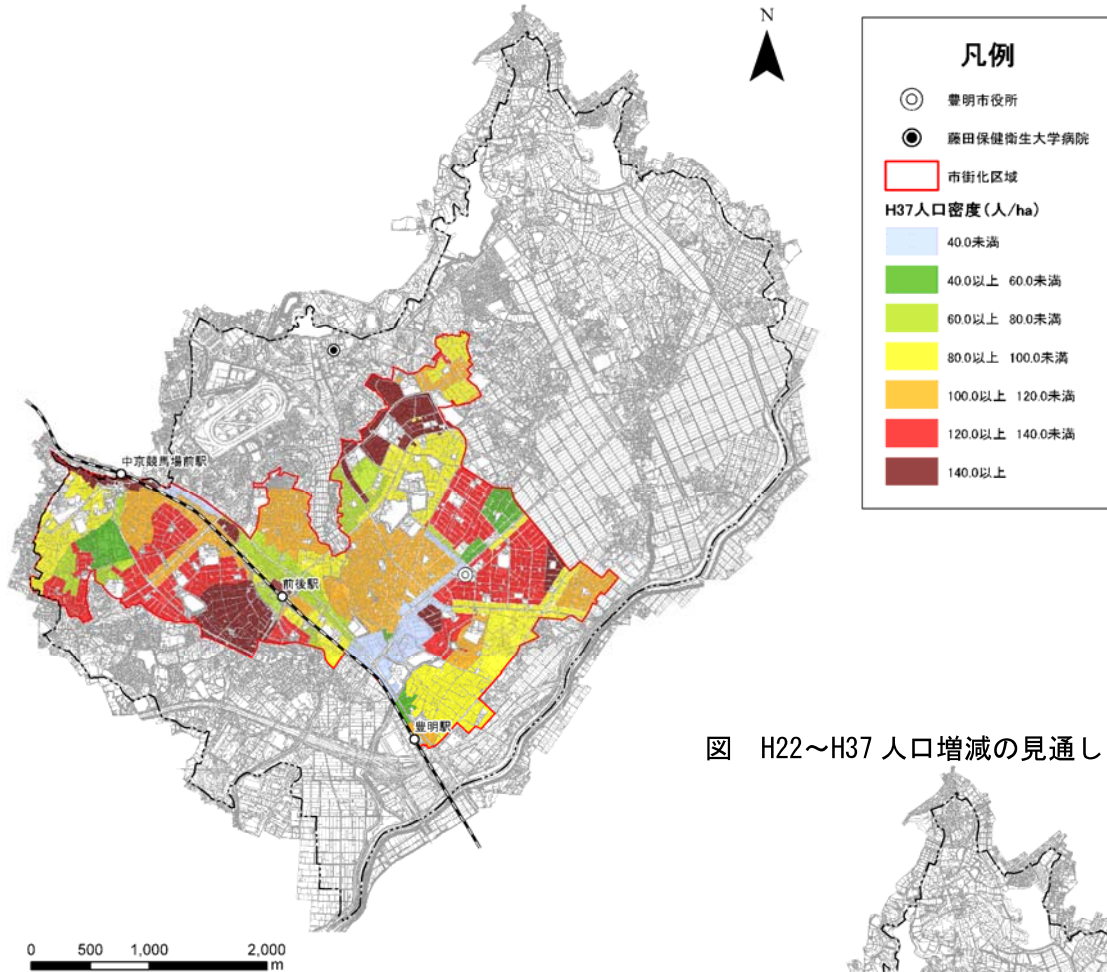 N
凡例
豊明市役所
藤田保健衛生大学病院
市街化区域
H37人口密度(人/ha)
40.0未満
40.0以上 60.0未満
60.0以上 80.0未満
80.0以上 100.0未満
100.0以上 120.0未満
120.0以上 140.0未満
140.0以上
中京競馬場前駅
前後駅
豊明駅
図 H22～H37 人口増減の見通し
0 500 1,000 2,000
m